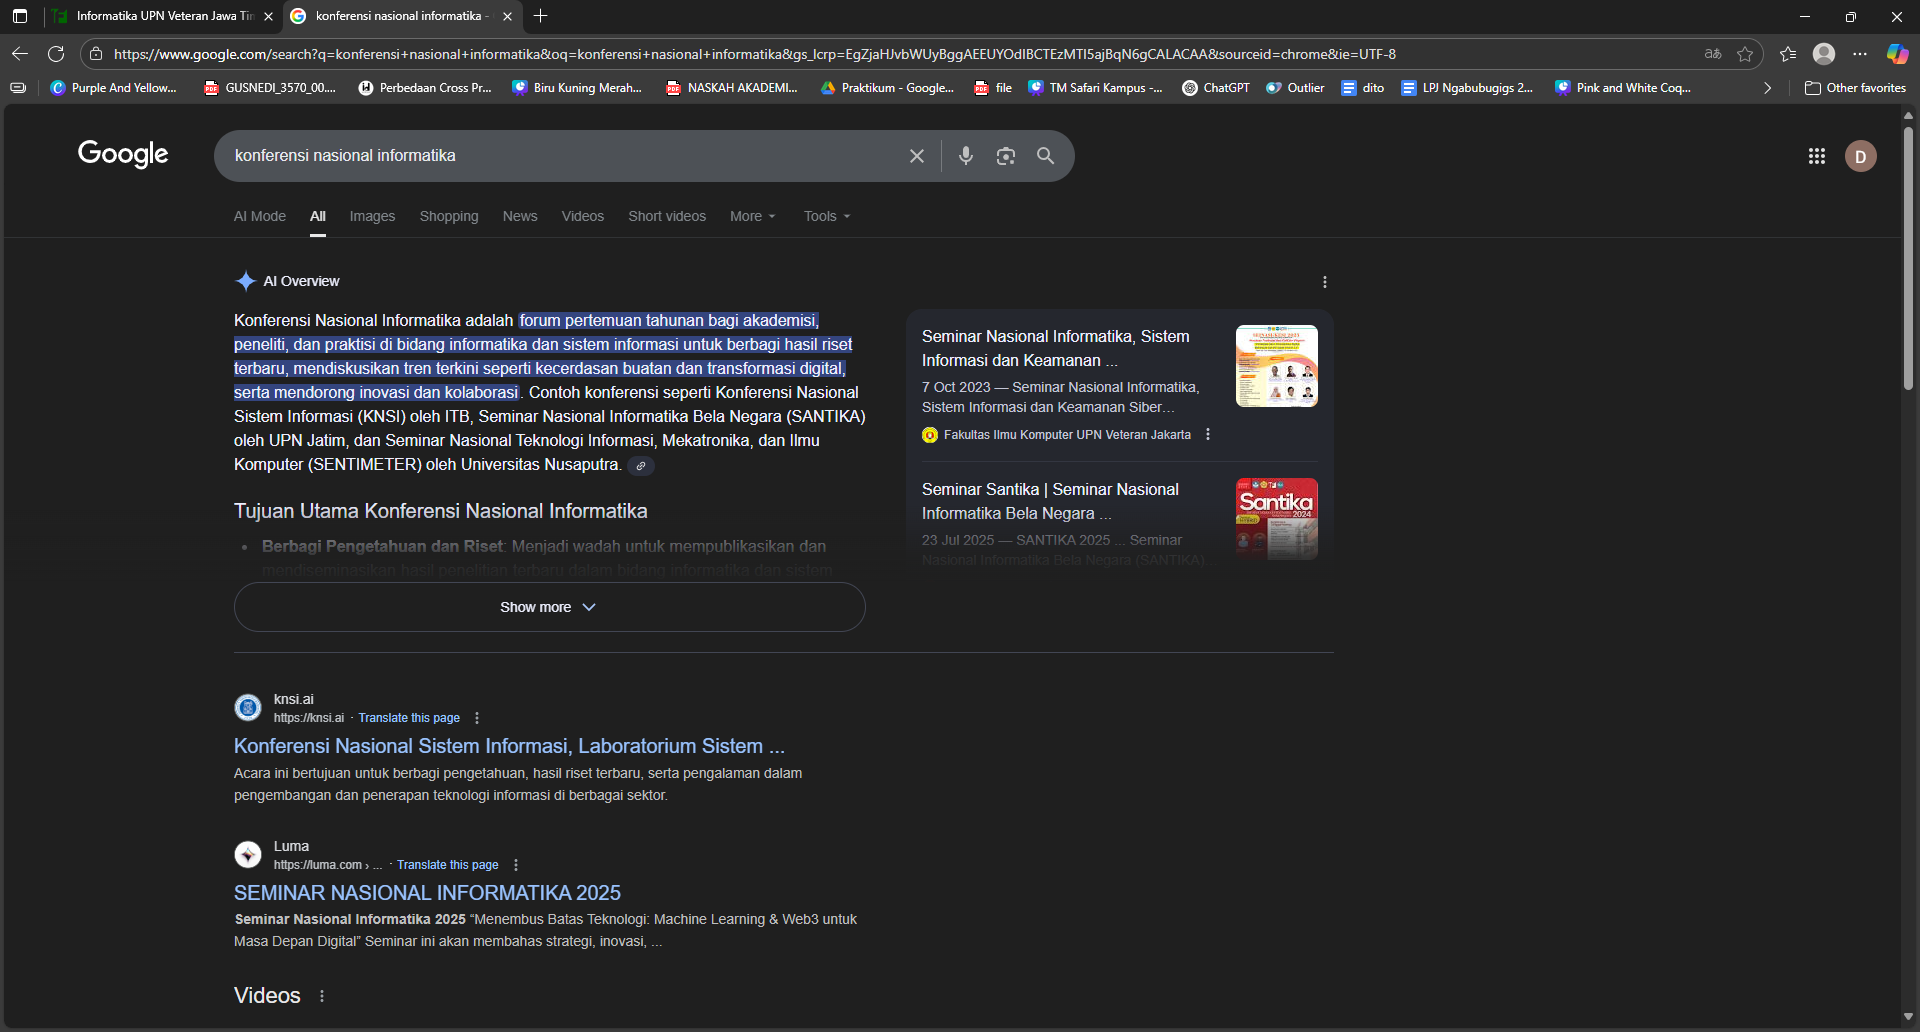 Informatika UPN Veteran Jawa Tin
konferensi nasional informatika -
https://www.google.com/search?q=konferensi+nasional+informatika&oq=konferensi+nasional+informatika&gs_lcrp=EgZjaHJvbWUyBggAEEUYOdIBCTEzMTI5ajBqN6gCALACAA&sourceid=chrome&ie=UTF-8
Purple And Yellow...
GUSNEDI_3570_00....
Perbedaan Cross Pr...
Biru Kuning Merah...
NASKAH AKADEMI...
Praktikum - Google...
file
TM Safari Kampus -...
ChatGPT
Outlier
dito
LPJ Ngabubugigs 2...
Pink and White Coq...
Other favorites
Google
konferensi nasional informatika
D
AI Mode
All
Images
Shopping
News
Videos
Short videos
More
Tools
AI Overview
Konferensi Nasional Informatika adalah forum pertemuan tahunan bagi akademisi,
peneliti, dan praktisi di bidang informatika dan sistem informasi untuk berbagi hasil riset
terbaru, mendiskusikan tren terkini seperti kecerdasan buatan dan transformasi digital,
serta mendorong inovasi dan kolaborasi. Contoh konferensi seperti Konferensi Nasional
Sistem Informasi (KNSI) oleh ITB, Seminar Nasional Informatika Bela Negara (SANTIKA)
oleh UPN Jatim, dan Seminar Nasional Teknologi Informasi, Mekatronika, dan Ilmu
Komputer (SENTIMETER) oleh Universitas Nusaputra.
Tujuan Utama Konferensi Nasional Informatika
• Berbagi Pengetahuan dan Riset: Menjadi wadah untuk mempublikasikan dan
mendiseminasikan hasil penelitian terbaru dalam bidang informatika dan sistem
Show more
Seminar Nasional Informatika, Sistem
Informasi dan Keamanan ...
7 Oct 2023 — Seminar Nasional Informatika,
Sistem Informasi dan Keamanan Siber...
Fakultas Ilmu Komputer UPN Veteran Jakarta
Seminar Santika | Seminar Nasional
Informatika Bela Negara ...
23 Jul 2025 — SANTIKA 2025 ... Seminar
Nasional Informatika Bela Negara (SANTIKA).
Santika
2024
knsi.ai
https://knsi.ai · Translate this page
Konferensi Nasional Sistem Informasi, Laboratorium Sistem ...
Acara ini bertujuan untuk berbagi pengetahuan, hasil riset terbaru, serta pengalaman dalam
pengembangan dan penerapan teknologi informasi di berbagai sektor.
Luma
https://luma.com › ... · Translate this page
SEMINAR NASIONAL INFORMATIKA 2025
Seminar Nasional Informatika 2025 “Menembus Batas Teknologi: Machine Learning & Web3 untuk
Masa Depan Digital” Seminar ini akan membahas strategi, inovasi, ...
Videos